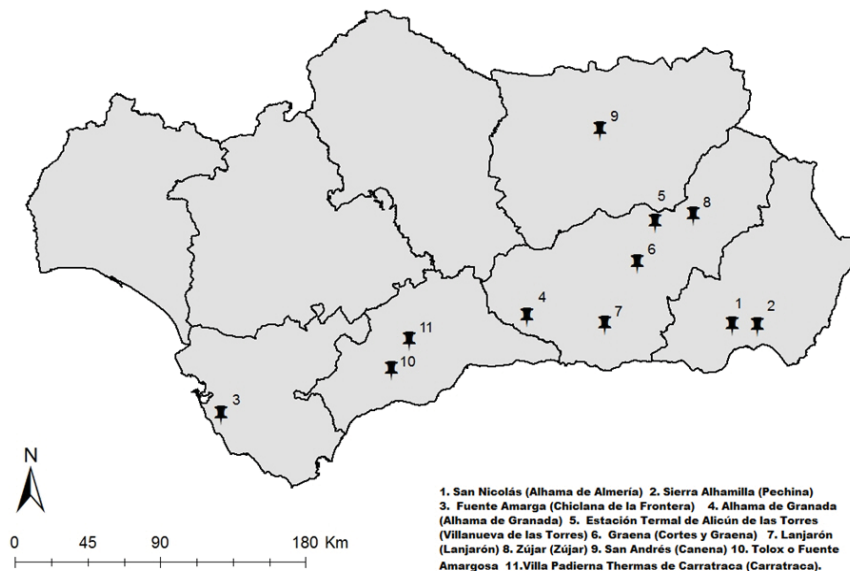 9
5
8
6
4
7
1
2
11
10
3
N
0 45 90 180 Km
1. San Nicolás (Alhama de Almería) 2. Sierra Alhamilla (Pechina)
3. Fuente Amarga (Chiclana de la Frontera) 4. Alhama de Granada
(Alhama de Granada) 5. Estación Termal de Alicún de las Torres
(Villanueva de las Torres) 6. Graena (Cortes y Graena) 7. Lanjarón
(Lanjarón) 8. Zújar (Zújar) 9. San Andrés (Canena) 10. Tolox o Fuente
Amargosa 11.Villa Padierna Thermas de Carratraca (Carratraca).